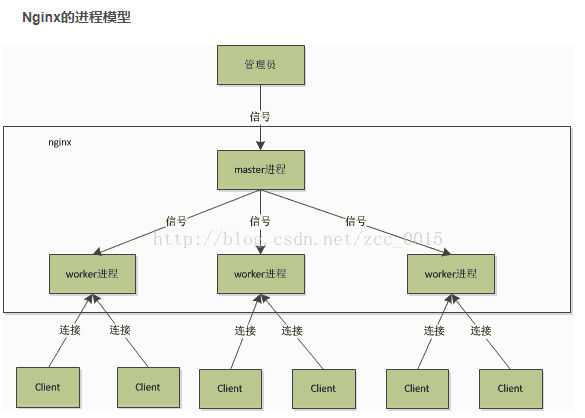 Nginx的进程模型
管理员
信号
nginx
master进程
信号 信号 信号
http://blog.csdn.net/zcc_0015
worker进程 worker进程 worker进程
连接 连接 连接 连接 连接 连接
Client Client Client Client Client Client